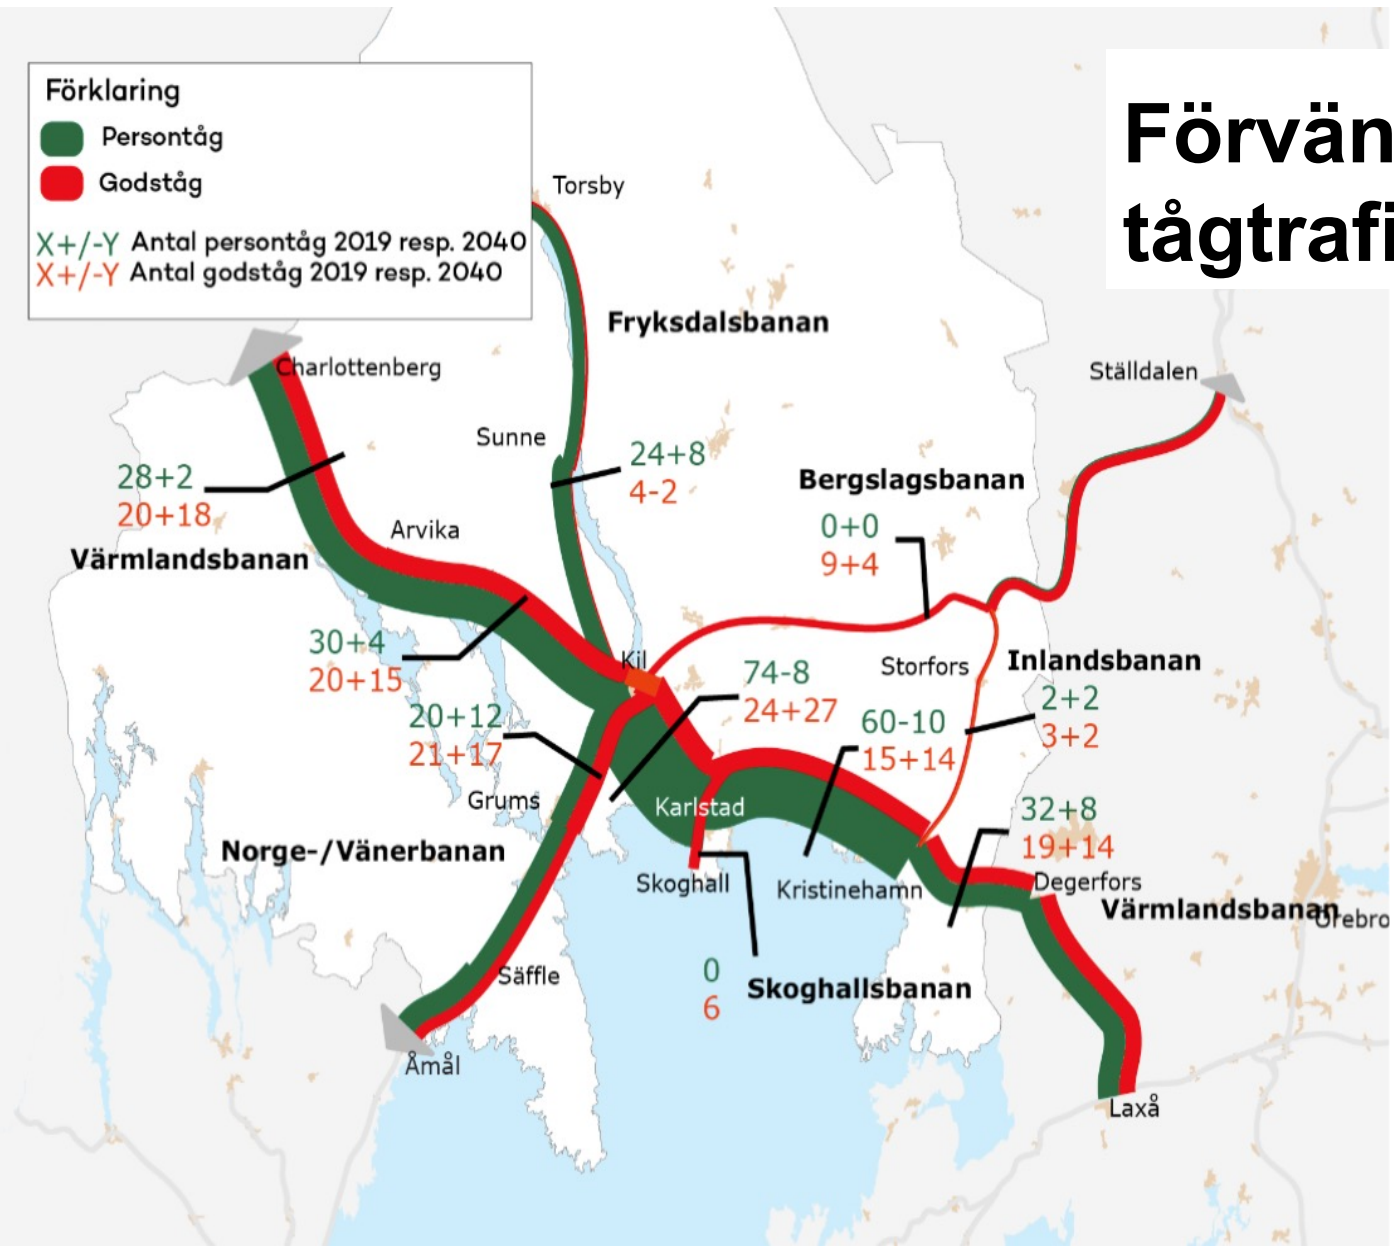 Förklaring
Persontåg
Godståg
X+/-Y Antal persontåg 2019 resp. 2040
X+/-Y Antal godståg 2019 resp. 2040
Förvän
tågtrafi
Torsby
Fryksdalsbanan
Charlottenberg
Ställdalen
Sunne
24+8
4-2
28+2
20+18
Bergslagsbanan
0+0
9+4
Arvika
Värmlandsbanan
30+4
20+15
Kil
Storfors
Inlandsbanan
2+2
3+2
74-8
24+27
20+12
21+17
60-10
15+14
Grums
Karlstad
32+8
19+14
Norge-/Vänerbanan
Skoghall
Kristinehamn
Degerfors
Värmlandsbanan
Örebro
Säffle
0
6
Skoghallsbanan
Åmål
Laxå